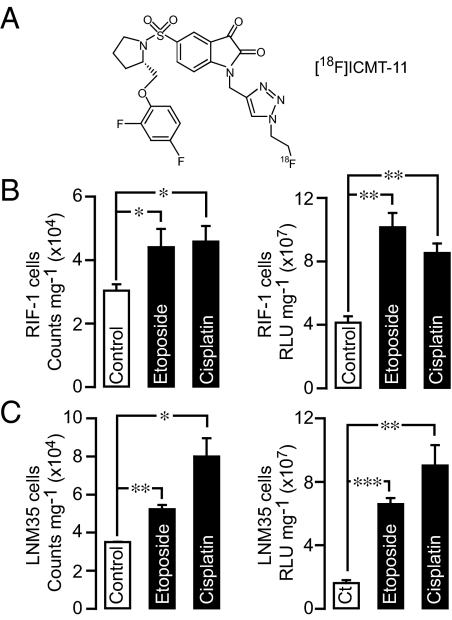 A
O O O
N S O
N
O N N
N
F
F
18F
[18F]ICMT-11
B
RIF-1 cells
Counts mg-1 (x104)
6
4
2
0
*
*
Control
Etoposide
Cisplatin
RIF-1 cells
RLU mg-1 (x107)
12
8
4
0
**
**
Control
Etoposide
Cisplatin
C
LNM35 cells
Counts mg-1 (x104)
10
8
6
4
2
0
*
**
Control
Etoposide
Cisplatin
LNM35 cells
RLU mg-1 (x107)
12
8
4
0
**
***
Ct
Etoposide
Cisplatin